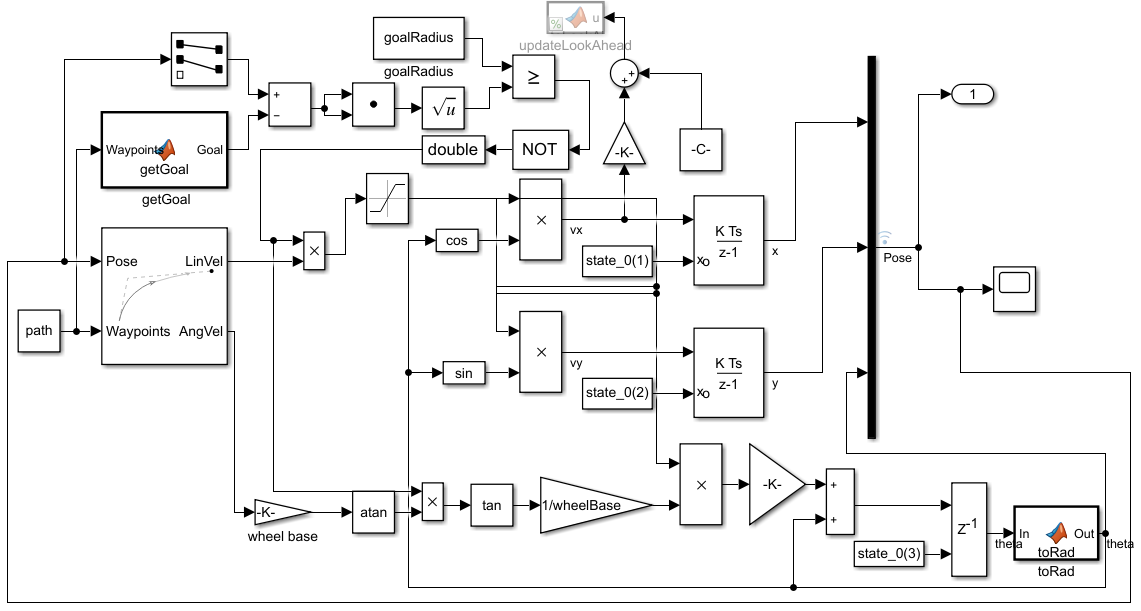 u
updateLookAhead
goalRadius
goalRadius
≥
+
−
√u
Waypoints
Goal
getGoal
getGoal
double
NOT
-K-
-C-
+
+
1
Pose
LinVel
Waypoints
AngVel
path
×
cos
×
vx
state_0(1)
K Ts
z-1
xo
x
Pose
sin
×
vy
state_0(2)
K Ts
z-1
xo
y
-K-
wheel base
atan
×
tan
1/wheelBase
×
-K-
+
+
state_0(3)
Z-1
theta
In
Out
toRad
toRad
theta